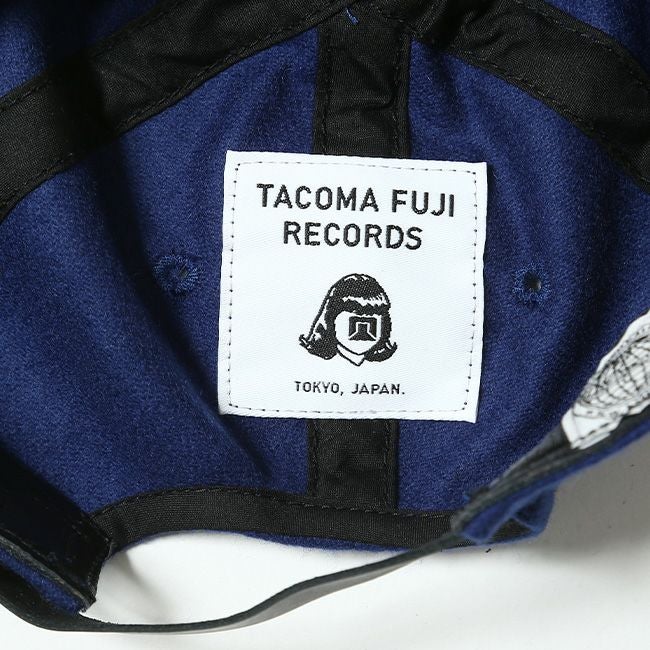 TACOMA FUJI
RECORDS
TOKYO, JAPAN.